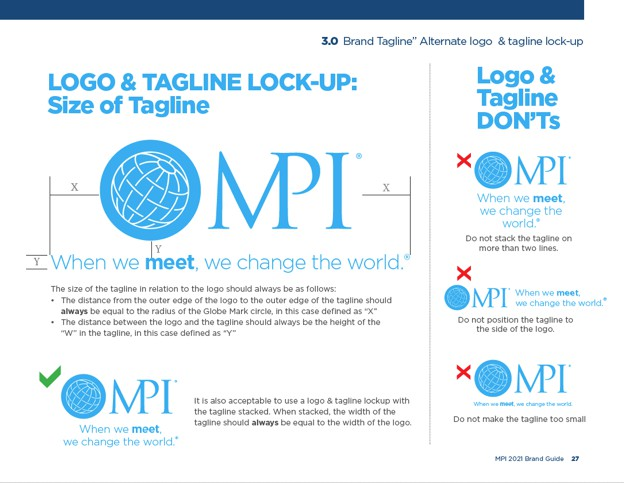 3.0 Brand Tagline” Alternate logo & tagline lock-up
LOGO & TAGLINE LOCK-UP:
Size of Tagline
X
MPI®
X
Y
Y
When we meet, we change the world.®
The size of the tagline in relation to the logo should always be as follows:
• The distance from the outer edge of the logo to the outer edge of the tagline should
always be equal to the radius of the Globe Mark circle, in this case defined as “X”
• The distance between the logo and the tagline should always be the height of the
“W” in the tagline, in this case defined as “Y”
MPI
When we meet,
we change the world.®
It is also acceptable to use a logo & tagline lockup with
the tagline stacked. When stacked, the width of the
tagline should always be equal to the width of the logo.
Logo &
Tagline
DON’Ts
MPI
When we meet,
we change the
world.®
Do not stack the tagline on
more than two lines.
MPI
When we meet,
we change the world.®
Do not position the tagline to
the side of the logo.
MPI
When we meet, we change the world.
Do not make the tagline too small
MPI 2021 Brand Guide 27